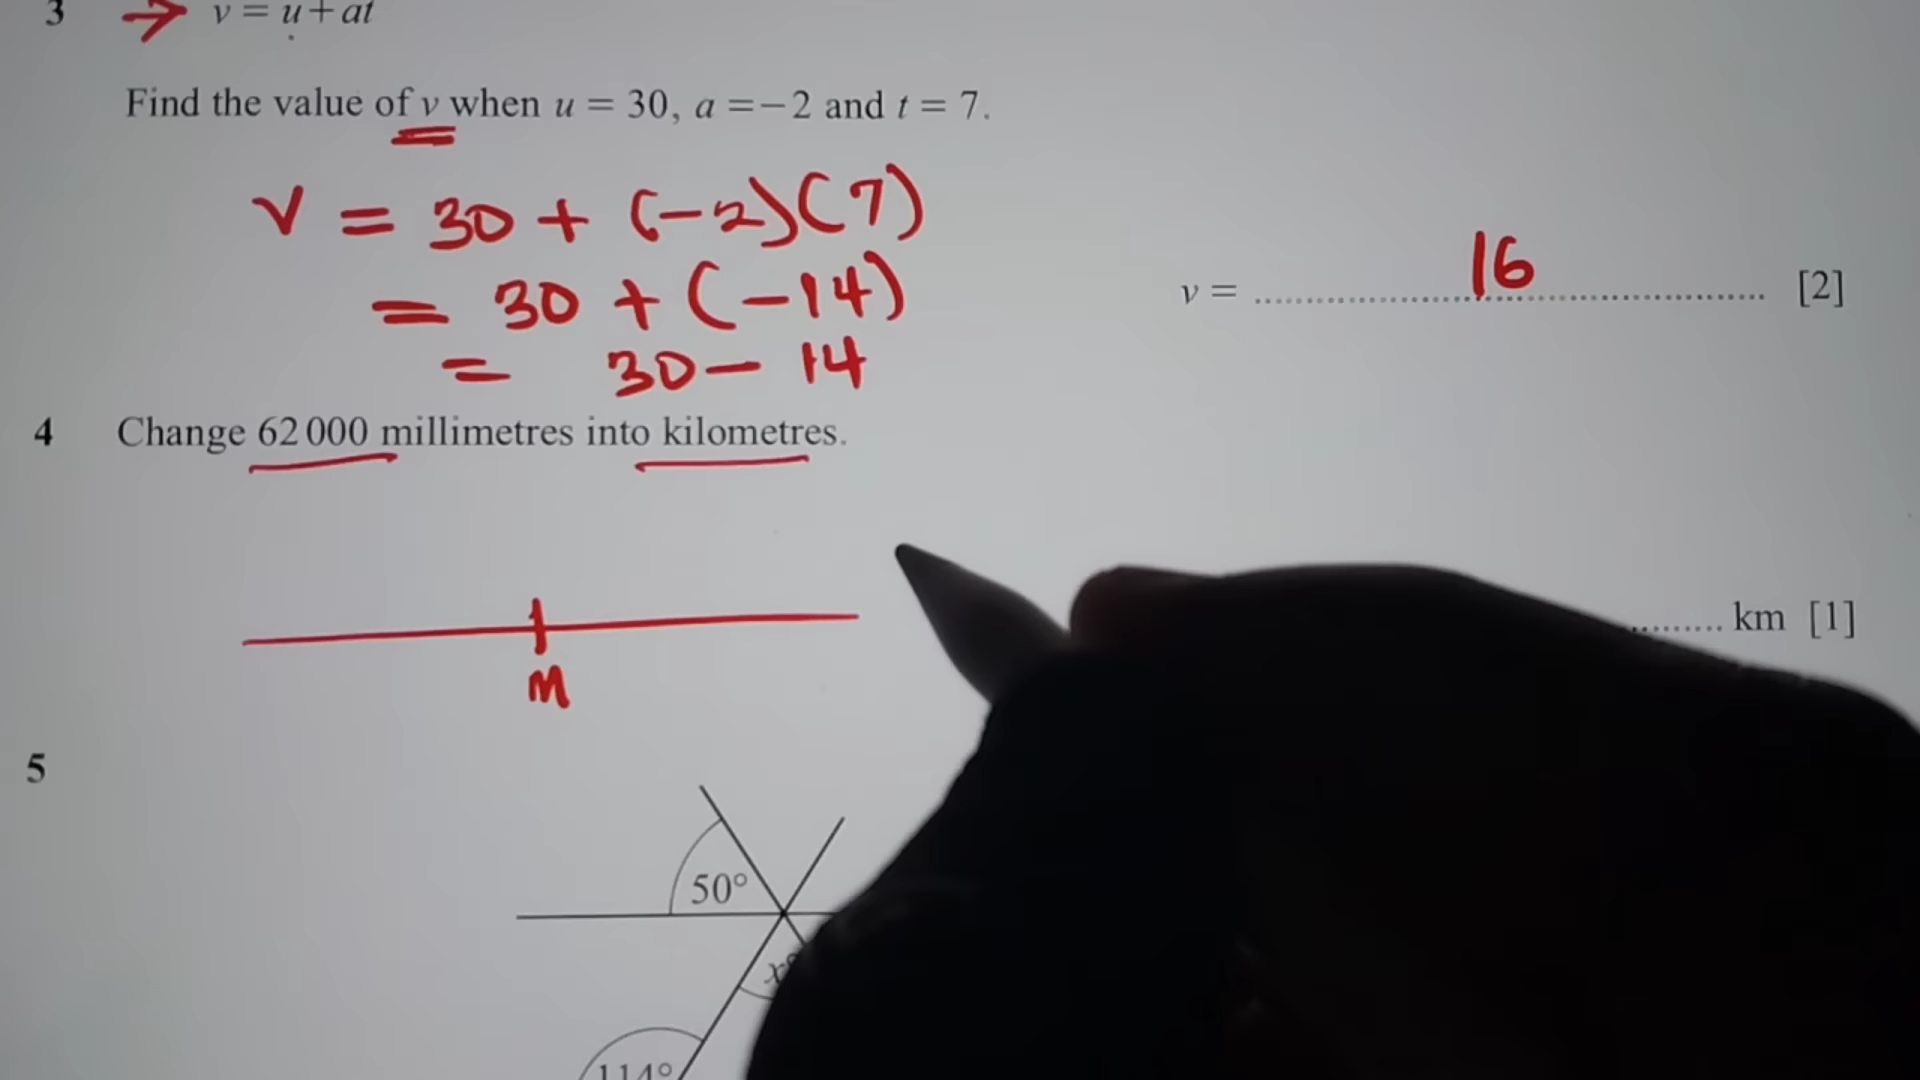 3 → v = u + at
Find the value of v when u = 30, a = −2 and t = 7.
v = 30 + (−2)(7)
= 30 + (−14)
v = 16 [2]
= 30 − 14
4 Change 62 000 millimetres into kilometres.
km [1]
M
5
50°
x°
114°